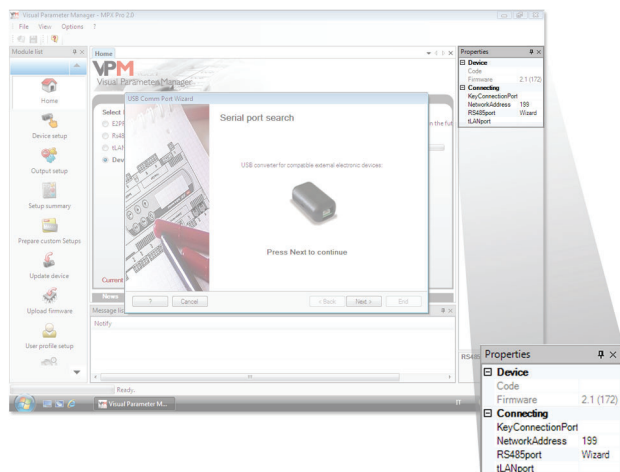 Visual Parameter Manager - MPX Pro 2.0
File View Options ?
Module list
Home
Properties
Device
Code
Firmware 2.1 (172)
Connecting
KeyConnectionPort
NetworkAddress 199
RS485port Wizard
tLANport
VPM
Visual Parameter Manager
Home
Device setup
Output setup
Setup summary
Prepare custom Setups
Update device
Upload firmware
User profile setup
USB Comm Port Wizard
Serial port search
USB converter for compatible external electronic devices
Press Next to continue
?
Cancel
< Back
Next >
End
Select
n the fut
Rs48
tLAN
Dev
Current
News
Message lis
Notify
RS485
Ready..
Visual Parameter M...
IT
Properties
Device
Code
Firmware 2.1 (172)
Connecting
KeyConnectionPort
NetworkAddress 199
RS485port Wizard
tLANport